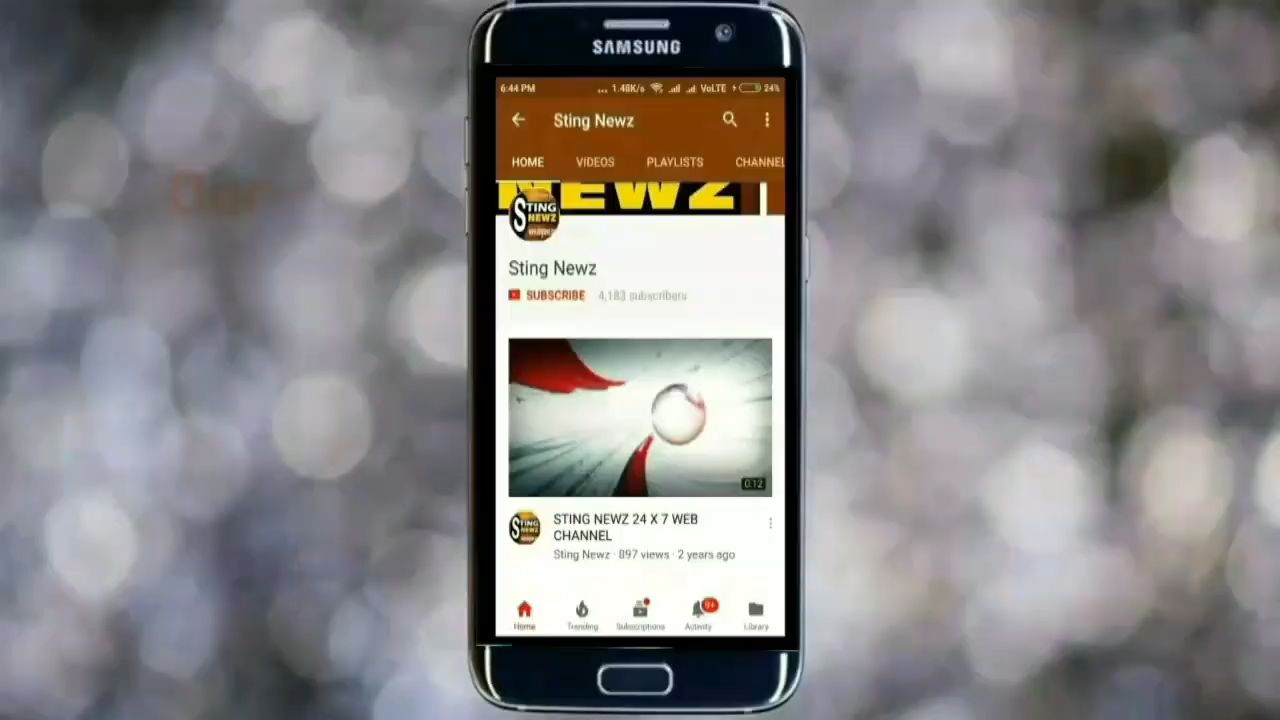 SAMSUNG
6:44 PM ... 1.48K/s VoLTE 24%
Sting Newz
HOME VIDEOS PLAYLISTS CHANNEL
NEWZ
STING
NEWZ
Sting Newz
SUBSCRIBE 4,183 subscribers
0:12
STING
NEWZ
STING NEWZ 24 X 7 WEB
CHANNEL
Sting Newz · 897 views · 2 years ago
9+
Home Trending Subscriptions Activity Library